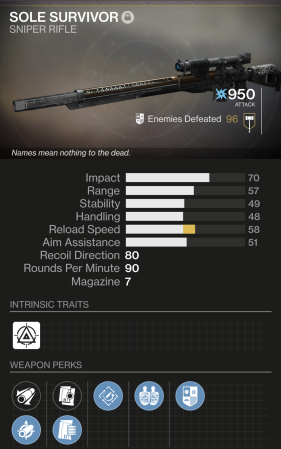 SOLE SURVIVOR
SNIPER RIFLE
950
ATTACK
Enemies Defeated 96
Names mean nothing to the dead.
Impact 70
Range 57
Stability 49
Handling 48
Reload Speed 58
Aim Assistance 51
Recoil Direction 80
Rounds Per Minute 90
Magazine 7
INTRINSIC TRAITS
WEAPON PERKS